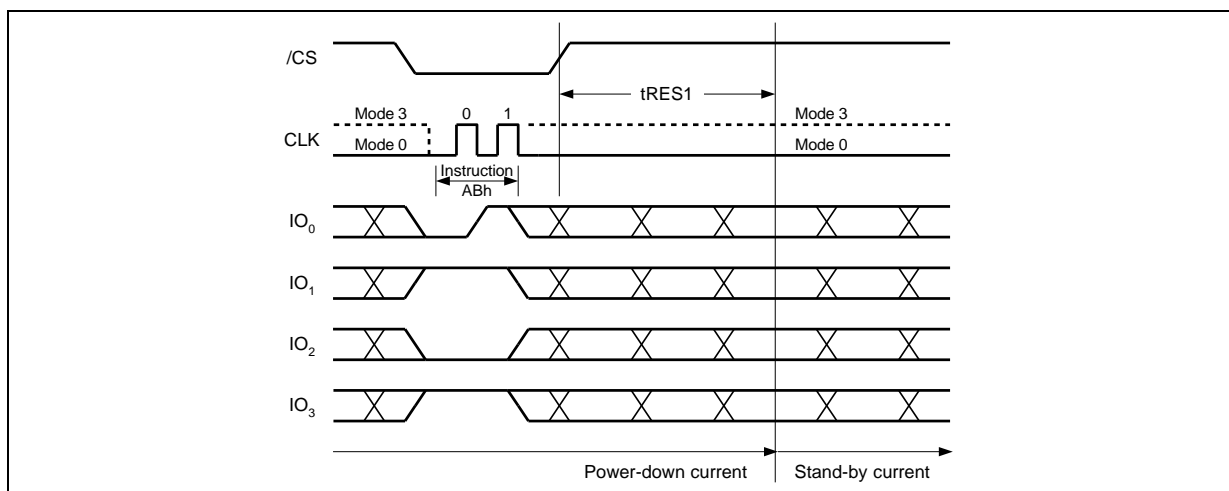 /CS
tRES1
Mode 3 0 1 Mode 3
CLK
Mode 0 Mode 0
Instruction
ABh
IO0
IO1
IO2
IO3
Power-down current Stand-by current